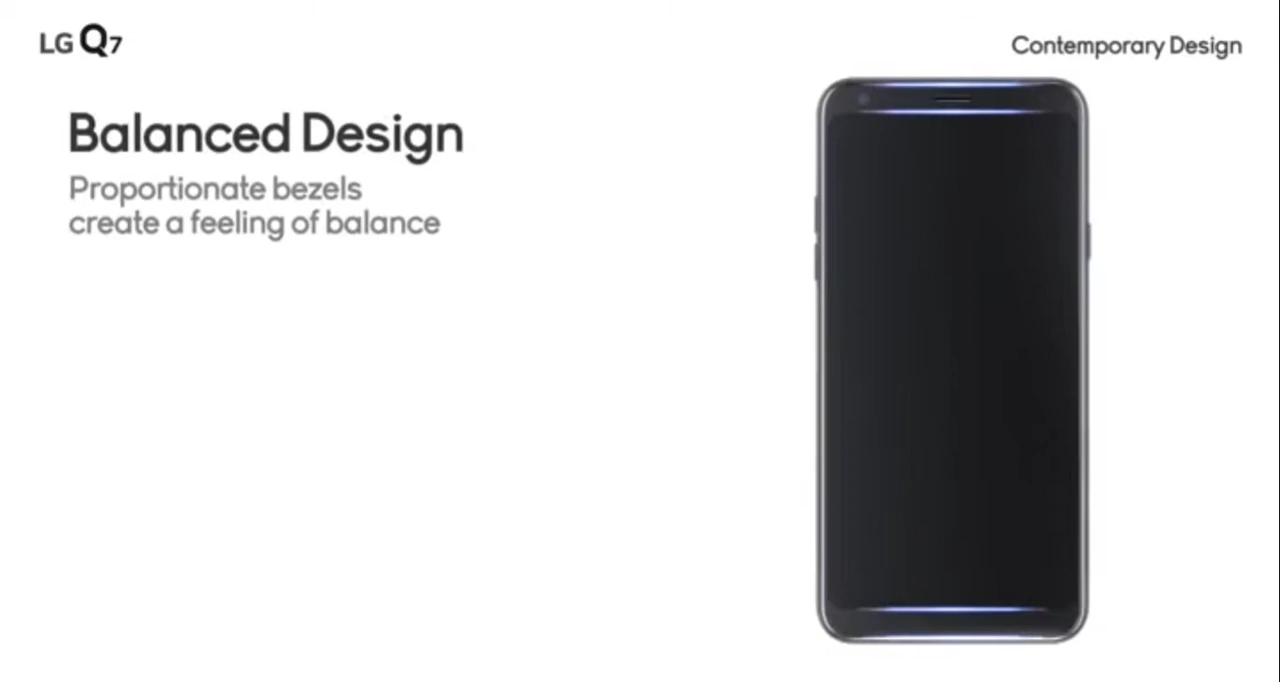 LG Q7
Contemporary Design
Balanced Design
Proportionate bezels
create a feeling of balance